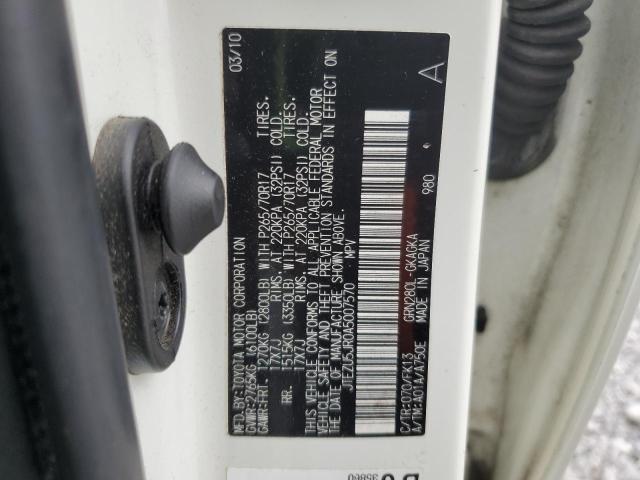 MFD.BY:TOYOTA MOTOR CORPORATION 03/10
GVWR:2765KG (6100LB)
GAWR:FRT. 1270KG (2800LB) WITH P265/70R17 TIRES.
17X7J RIMS. AT 220KPA (32PSI) COLD.
RR. 1515KG (3350LB) WITH P265/70R17 TIRES.
17X7J RIMS. AT 220KPA (32PSI) COLD.
THIS VEHICLE CONFORMS TO ALL APPLICABLE FEDERAL MOTOR
VEHICLE SAFETY AND THEFT PREVENTION STANDARDS IN EFFECT ON
THE DATE OF MANUFACTURE SHOWN ABOVE.
JTEZU5JR0A5007570 MPV
A
C/TR:070/FK13 GRN280L-GKAGKA 980
A/TM:A01A/A750E MADE IN JAPAN
35860